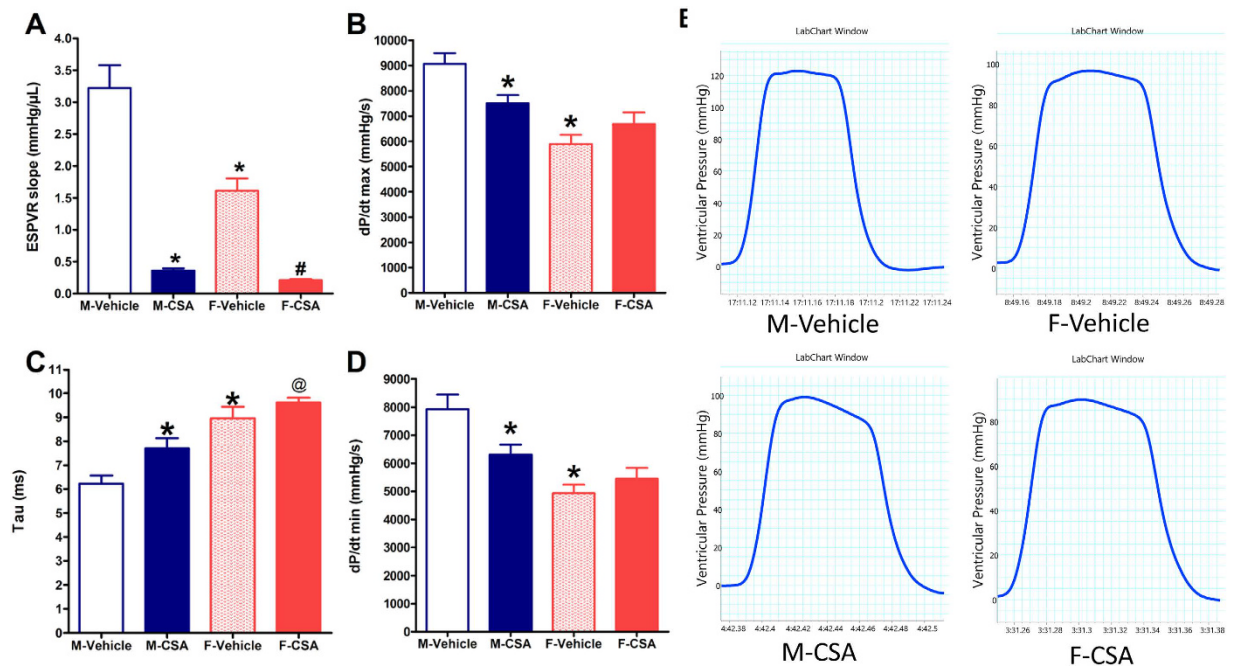 A
ESPVR slope (mmHg/µL)
4.0
3.5
3.0
2.5
2.0
1.5
1.0
0.5
0.0
*
*
#
M-Vehicle M-CSA F-Vehicle F-CSA
B
dP/dt max (mmHg/s)
10000
9000
8000
7000
6000
5000
4000
3000
2000
1000
0
*
*
M-Vehicle M-CSA F-Vehicle F-CSA
C
Tau (ms)
11
10
9
8
7
6
5
4
3
2
1
0
*
*
@
M-Vehicle M-CSA F-Vehicle F-CSA
D
dP/dt min (mmHg/s)
9000
8000
7000
6000
5000
4000
3000
2000
1000
0
*
*
M-Vehicle M-CSA F-Vehicle F-CSA
E
LabChart Window
Ventricular Pressure (mmHg)
120
100
80
60
40
20
0
17:11.12 17:11.14 17:11.16 17:11.18 17:11.2 17:11.22 17:11.24
M-Vehicle
LabChart Window
Ventricular Pressure (mmHg)
100
80
60
40
20
0
8:49.16 8:49.18 8:49.2 8:49.22 8:49.24 8:49.26 8:49.28
F-Vehicle
LabChart Window
Ventricular Pressure (mmHg)
100
80
60
40
20
0
4:42.38 4:42.4 4:42.42 4:42.44 4:42.46 4:42.48 4:42.5
M-CSA
LabChart Window
Ventricular Pressure (mmHg)
80
60
40
20
0
3:31.26 3:31.28 3:31.3 3:31.32 3:31.34 3:31.36 3:31.38
F-CSA